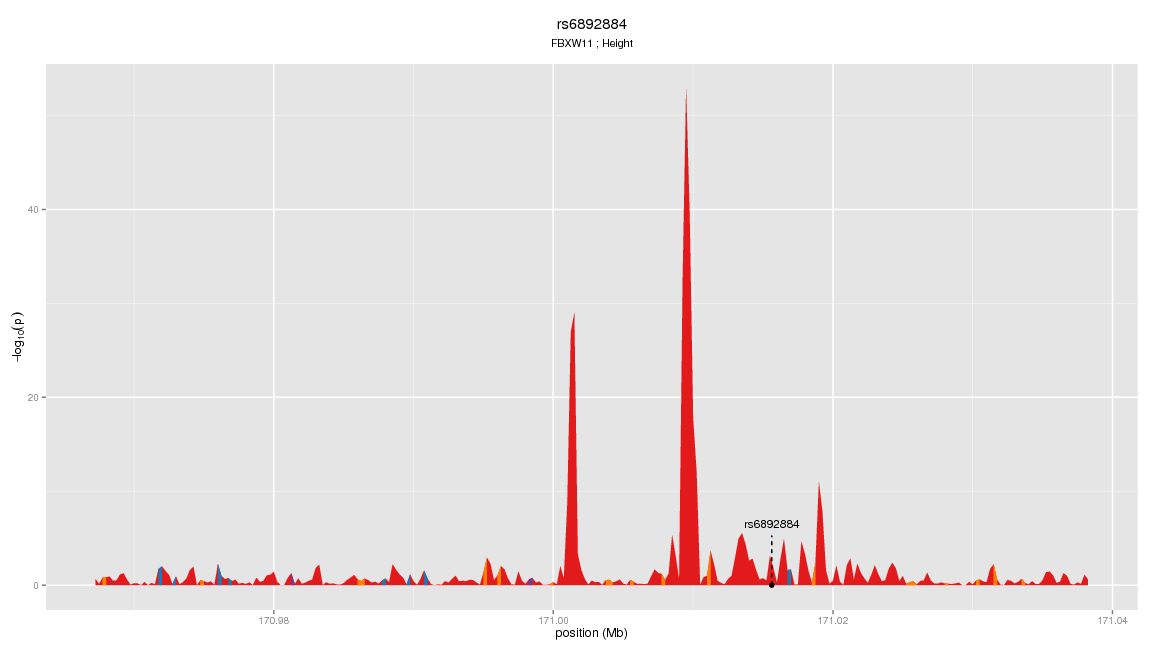 rs6892884
FBXW11 ; Height
−log10(p)
40
20
0
rs6892884
170.98
171.00
171.02
171.04
position (Mb)